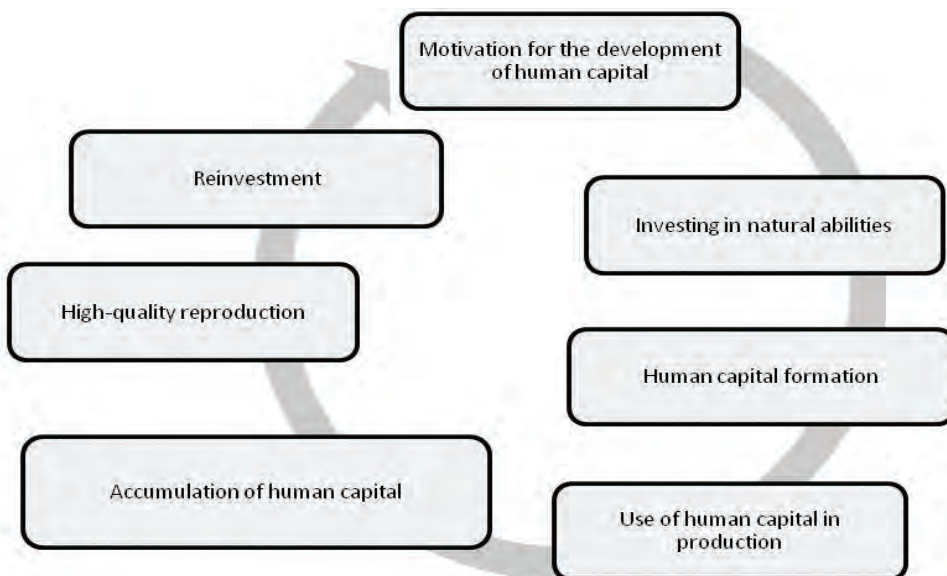 Motivation for the development
of human capital
Investing in natural abilities
Human capital formation
Use of human capital in
production
Accumulation of human capital
High-quality reproduction
Reinvestment